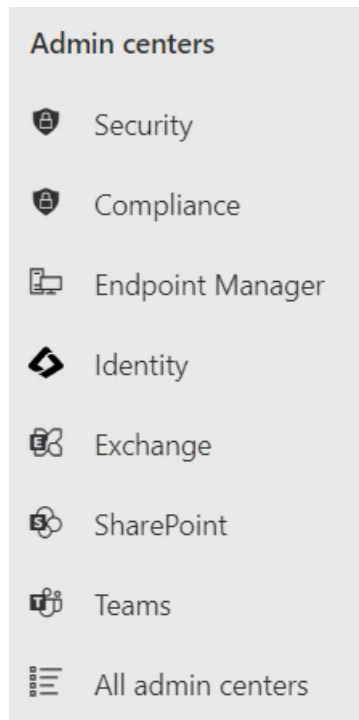 Admin centers
Security
Compliance
Endpoint Manager
Identity
Exchange
SharePoint
Teams
All admin centers